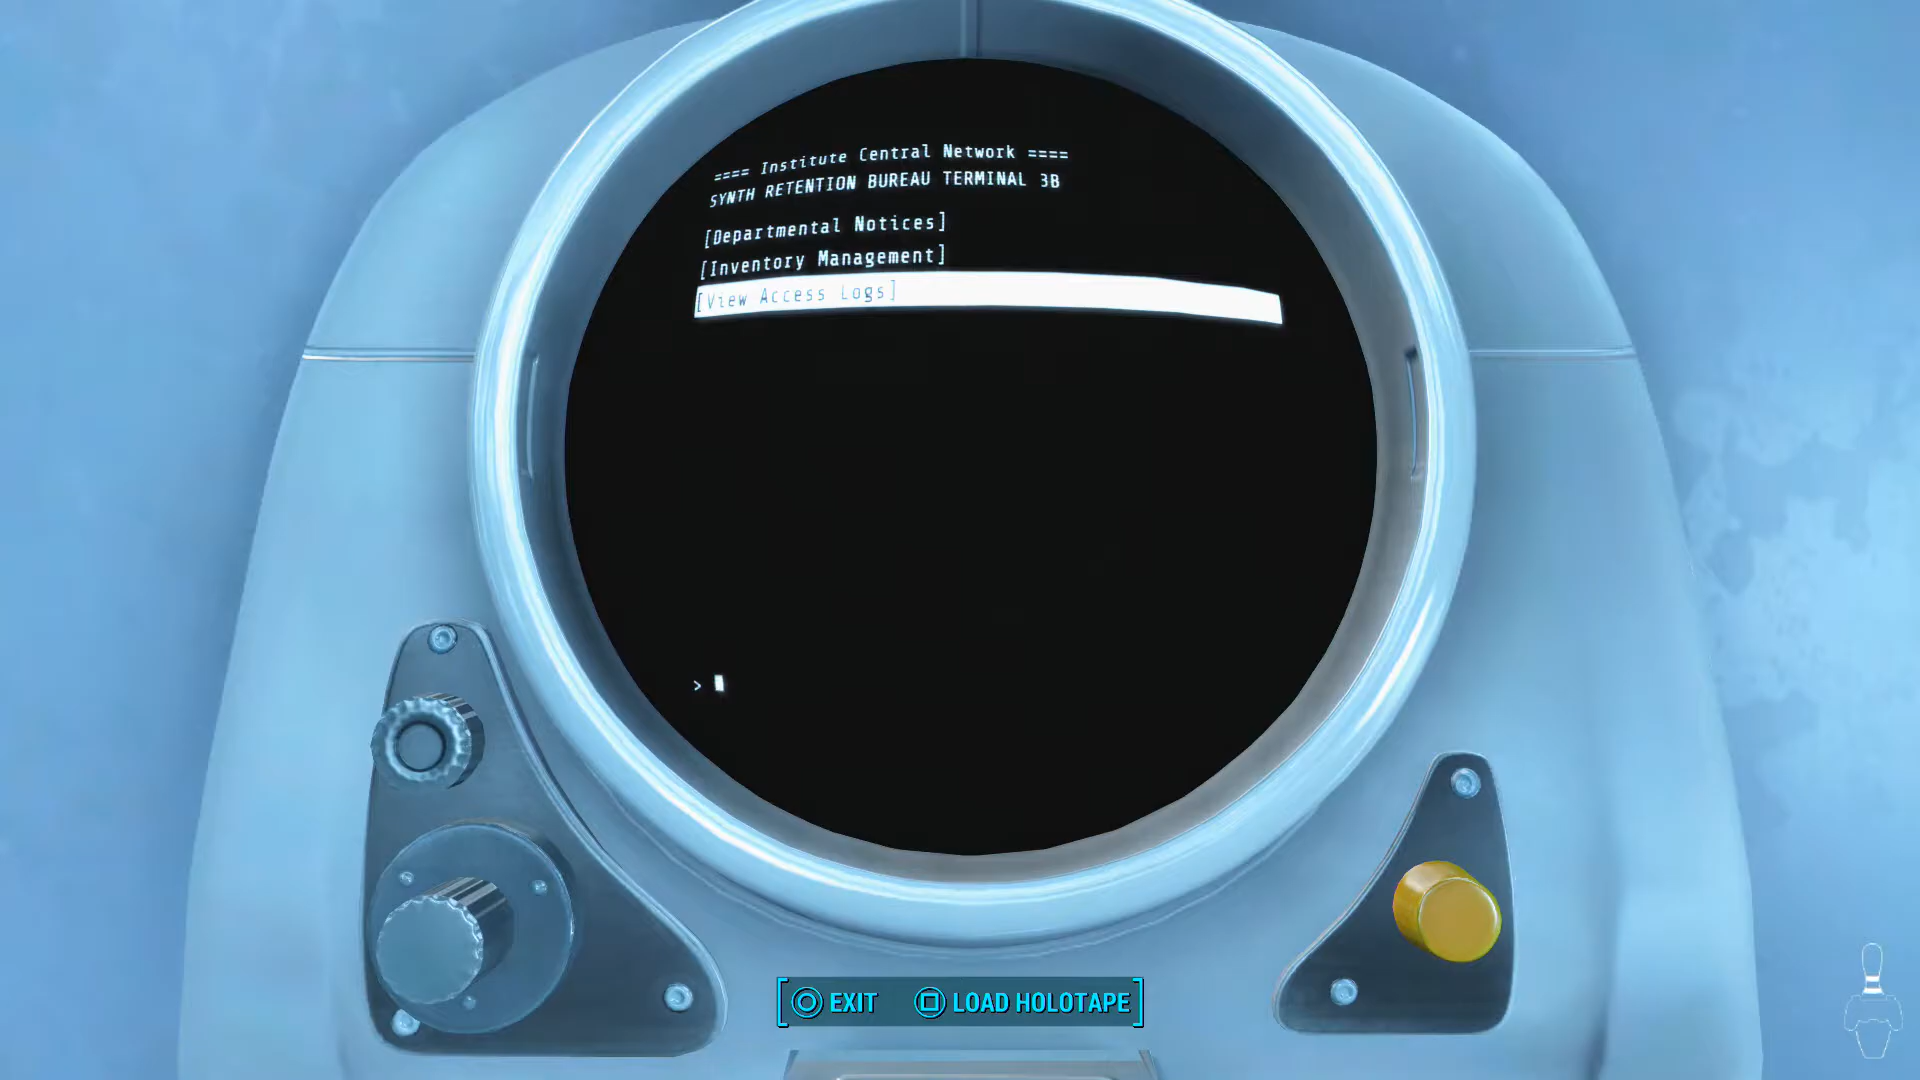 ==== Institute Central Network ====
SYNTH RETENTION BUREAU TERMINAL 3B
[Departmental Notices]
[Inventory Management]
[View Access Logs]
>
EXIT LOAD HOLOTAPE